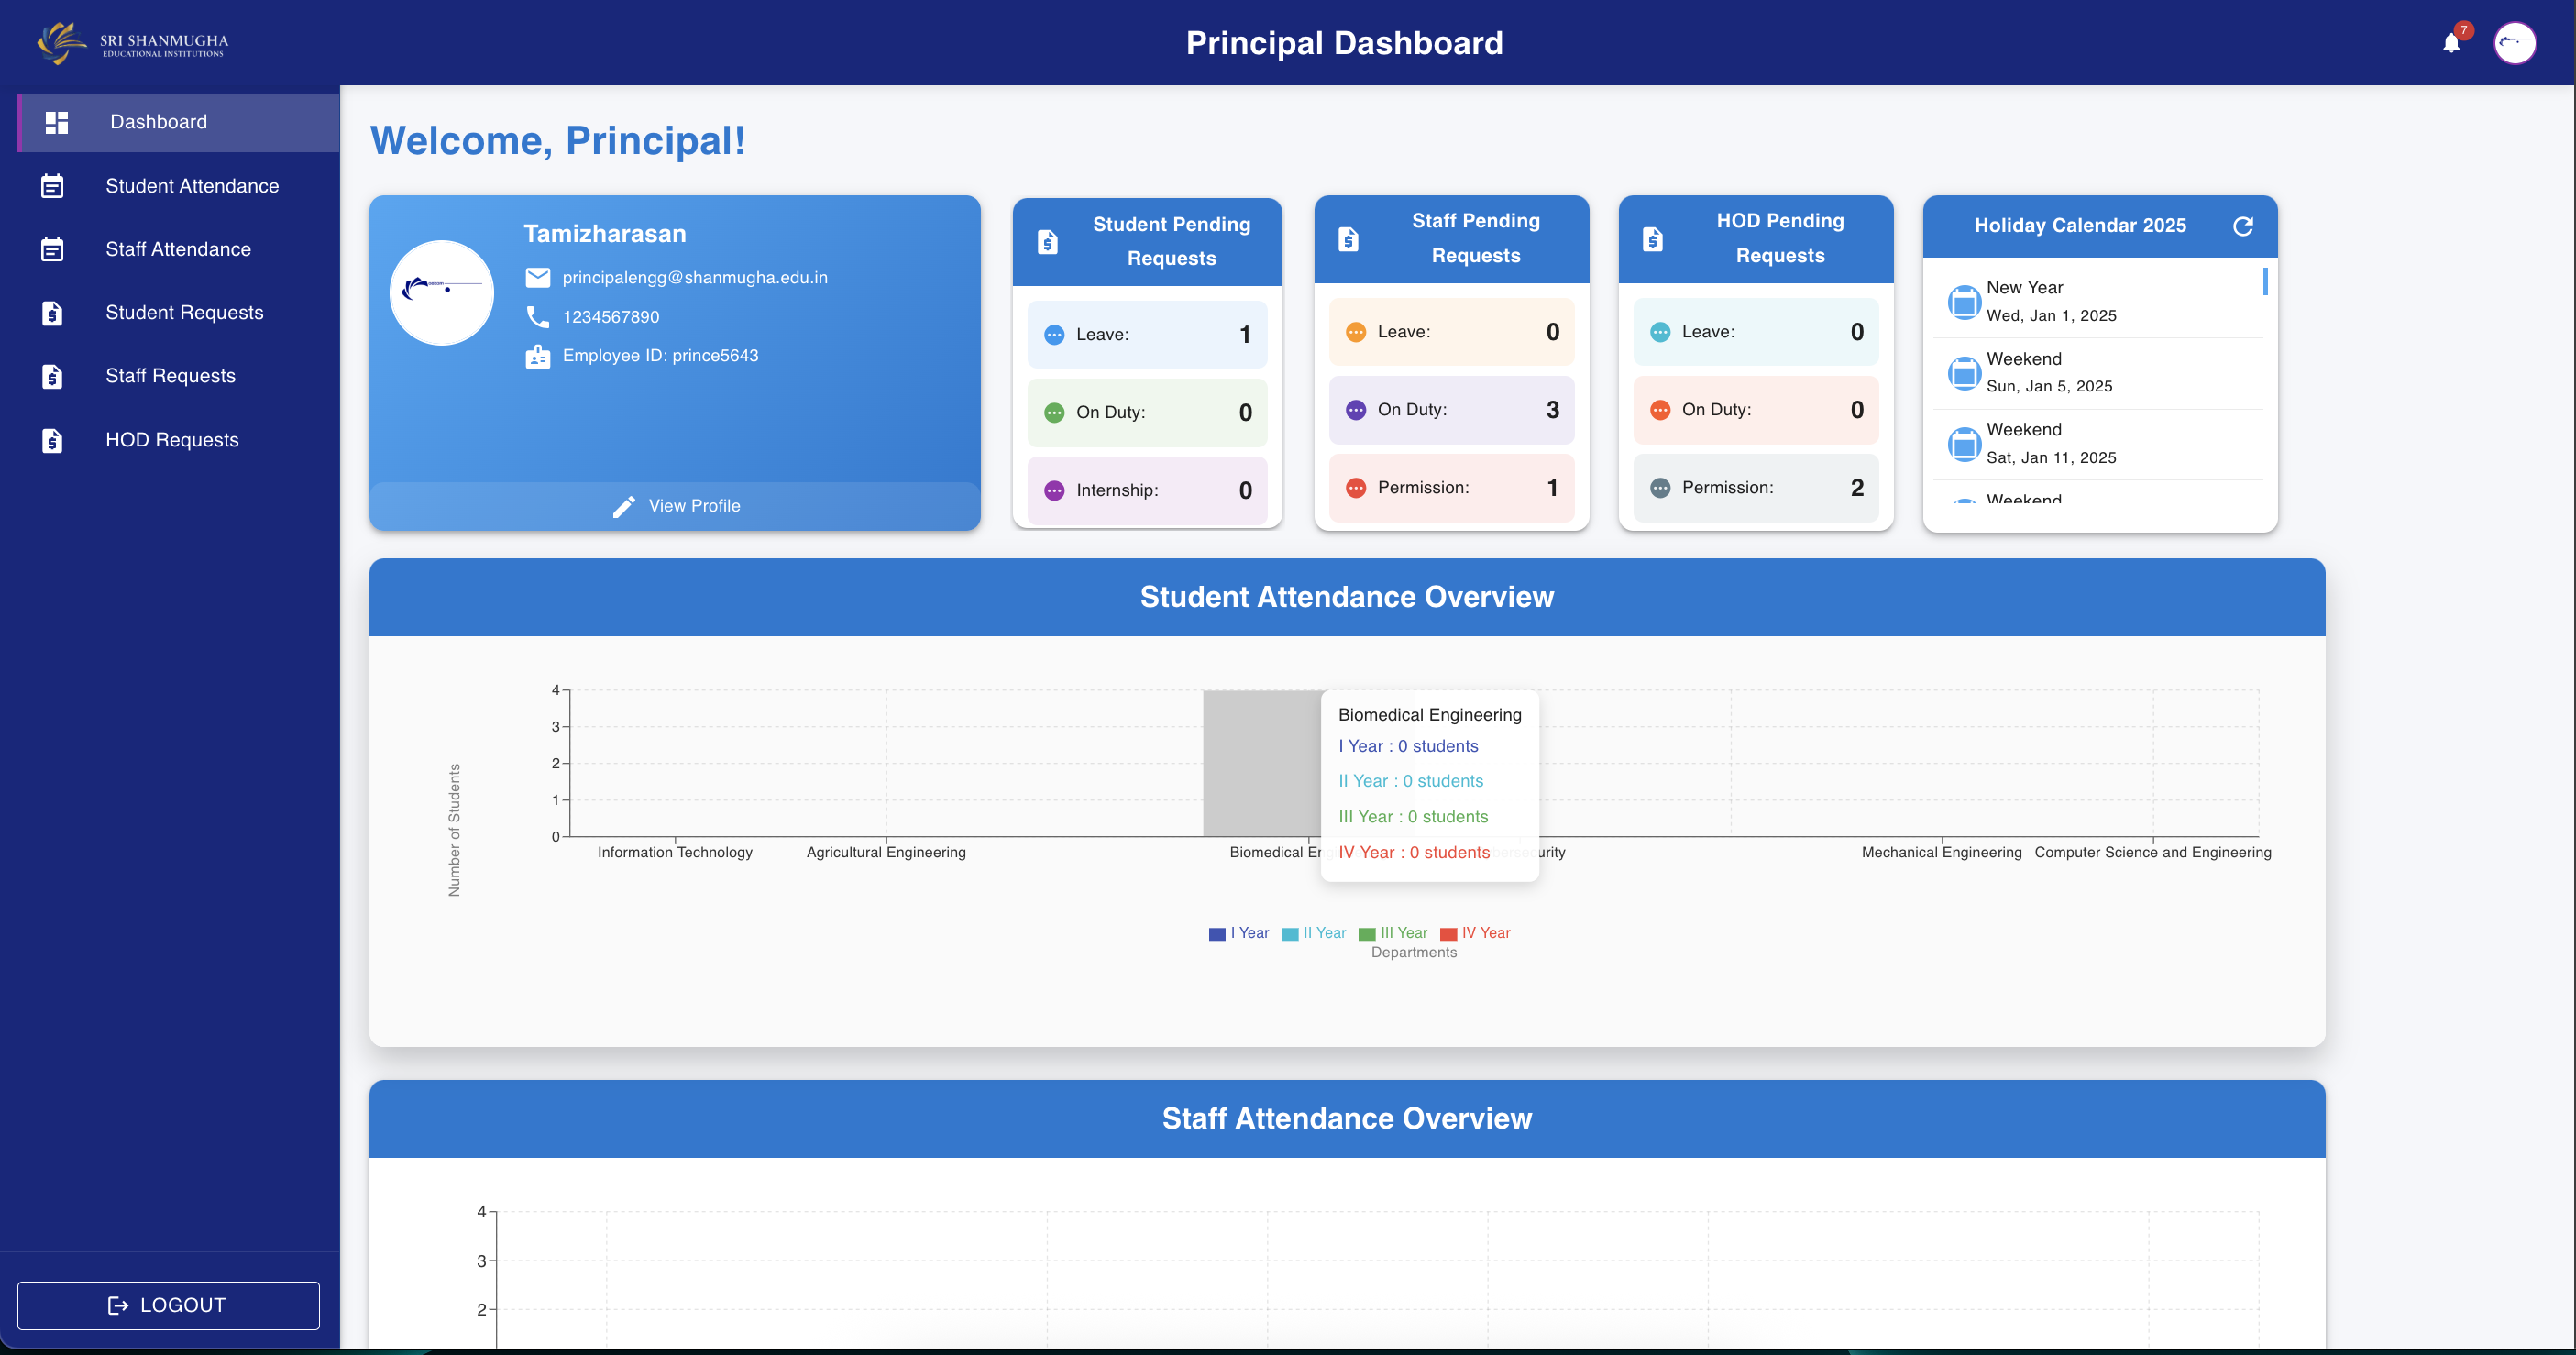 SRI SHANMUGHA
EDUCATIONAL INSTITUTIONS
Principal Dashboard
7
Dashboard
Student Attendance
Staff Attendance
Student Requests
Staff Requests
HOD Requests
LOGOUT
Welcome, Principal!
Tamizharasan
principalengg@shanmugha.edu.in
1234567890
Employee ID: prince5643
View Profile
Student Pending
Requests
Leave: 1
On Duty: 0
Internship: 0
Staff Pending
Requests
Leave: 0
On Duty: 3
Permission: 1
HOD Pending
Requests
Leave: 0
On Duty: 0
Permission: 2
Holiday Calendar 2025
New Year
Wed, Jan 1, 2025
Weekend
Sun, Jan 5, 2025
Weekend
Sat, Jan 11, 2025
Weekend
Student Attendance Overview
Number of Students
4
3
2
1
0
Biomedical Engineering
I Year : 0 students
II Year : 0 students
III Year : 0 students
IV Year : 0 students
Information Technology
Agricultural Engineering
Biomedical En
urity
Mechanical Engineering
Computer Science and Engineering
I Year II Year III Year IV Year
Departments
Staff Attendance Overview
4
3
2